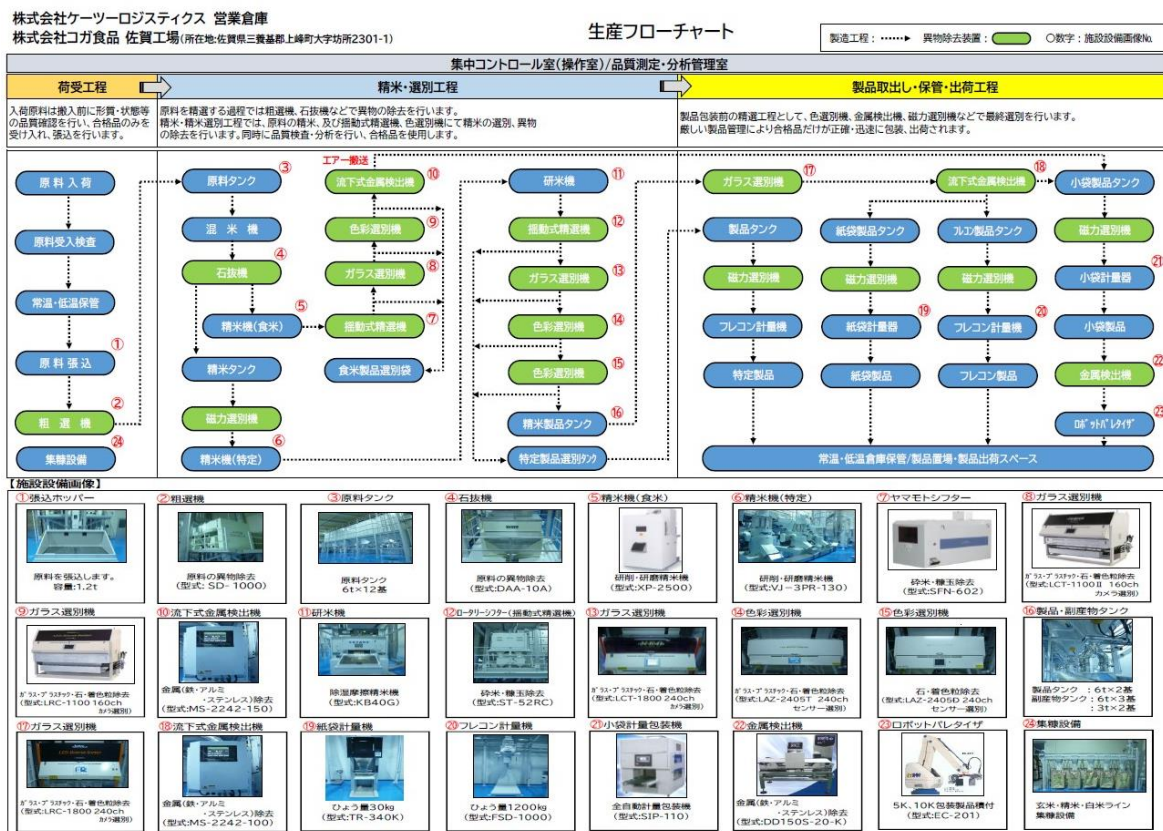 株式会社ケーツーロジスティクス 営業倉庫
株式会社コガ食品 佐賀工場(所在地:佐賀県三養基郡上峰町大字坊所2301-1)
生産フローチャート
製造工程: 異物除去装置: ○数字:施設設備画像No.
集中コントロール室(操作室)/品質測定・分析管理室
荷受工程
精米・選別工程
製品取出し・保管・出荷工程
入荷原料は搬入前に形質・状態等
の品質確認を行い、合格品のみを
受け入れ、張込を行います。
原料を精選する過程では粗選機、石抜機などで異物の除去を行います。
精米・精米選別工程では、原料の精米、及び揺動式精選機、色選別機にて精米の選別、異物
の除去を行います。同時に品質検査・分析を行い、合格品を使用します。
製品包装前の精選工程として、色選別機、金属検出機、磁力選別機などで最終選別を行います。
厳しい製品管理により合格品だけが正確・迅速に包装、出荷されます。
原料入荷
原料受入検査
常温・低温保管
①
原料張込
②
粗選機
㉔
集糠設備
③
原料タンク
混米機
④
石抜機
⑤
精米機(食米)
精米タンク
磁力選別機
⑥
精米機(特定)
エアー搬送
⑩
流下式金属検出機
⑨
色彩選別機
⑧
ガラス選別機
⑦
揺動式精選機
食米製品選別袋
⑪
研米機
⑫
揺動式精選機
⑬
ガラス選別機
⑭
色彩選別機
⑮
色彩選別機
⑯
精米製品タンク
特定製品選別タンク
⑰
ガラス選別機
製品タンク
磁力選別機
フレコン計量機
特定製品
紙袋製品タンク
磁力選別機
⑲
紙袋計量器
紙袋製品
⑱
流下式金属検出機
フレコン製品タンク
磁力選別機
⑳
フレコン計量機
フレコン製品
小袋製品タンク
磁力選別機
㉑
小袋計量器
小袋製品
㉒
金属検出機
㉓
ロボットパレタイザ
常温・低温倉庫保管/製品置場・製品出荷スペース
【施設設備画像】
①張込ホッパー
原料を張込します。
容量:1.2t
②粗選機
原料の異物除去
(型式: SD-1000)
③原料タンク
原料タンク
6t×12基
④石抜機
原料の異物除去
(型式:DAA-10A)
⑤精米機(食米)
研削・研磨精米機
(型式:XP-2500)
⑥精米機(特定)
研削・研磨精米機
(型式:VJ-3PR-130)
⑦ヤマモトシフター
砕米・糠玉除去
(型式:SFN-602)
⑧ガラス選別機
ガラス・プラスチック・石・着色粒除去
(型式:LCT-1100Ⅱ 160ch
カメラ選別)
⑨ガラス選別機
ガラス・プラスチック・石・着色粒除去
(型式:LRC-1100 160ch
カメラ選別)
⑩流下式金属検出機
金属(鉄・アルミ
・ステンレス)除去
(型式:MS-2242-150)
⑪研米機
除湿摩擦精米機
(型式:KB40G)
⑫ロータリーシフター(揺動式精選機)
砕米・糠玉除去
(型式:ST-52RC)
⑬ガラス選別機
ガラス・プラスチック・石・着色粒除去
(型式:LCT-1800 240ch
カメラ選別)
⑭色彩選別機
ガラス・プラスチック・石・着色粒除去
(型式:LAZ-2405T 240ch
センサー選別)
⑮色彩選別機
石・着色粒除去
(型式:LAZ-2405D 240ch
センサー選別)
⑯製品・副産物タンク
製品タンク : 6t×2基
副産物タンク : 6t×3基
: 3t×2基
⑰ガラス選別機
ガラス・プラスチック・石・着色粒除去
(型式:LRC-1800 240ch
カメラ選別)
⑱流下式金属検出機
金属(鉄・アルミ
・ステンレス)除去
(型式:MS-2242-100)
⑲紙袋計量機
ひょう量30kg
(型式:TR-340K)
⑳フレコン計量機
ひょう量1200kg
(型式:FSD-1000)
㉑小袋計量包装機
全自動計量包装機
(型式:SIP-110)
㉒金属検出機
金属(鉄・アルミ
・ステンレス)除去
(型式:DD150S-20-K)
㉓ロボットパレタイザ
5K、10K包装製品積付
(型式:EC-201)
㉔集糠設備
玄米・精米・白米ライン
集糠設備